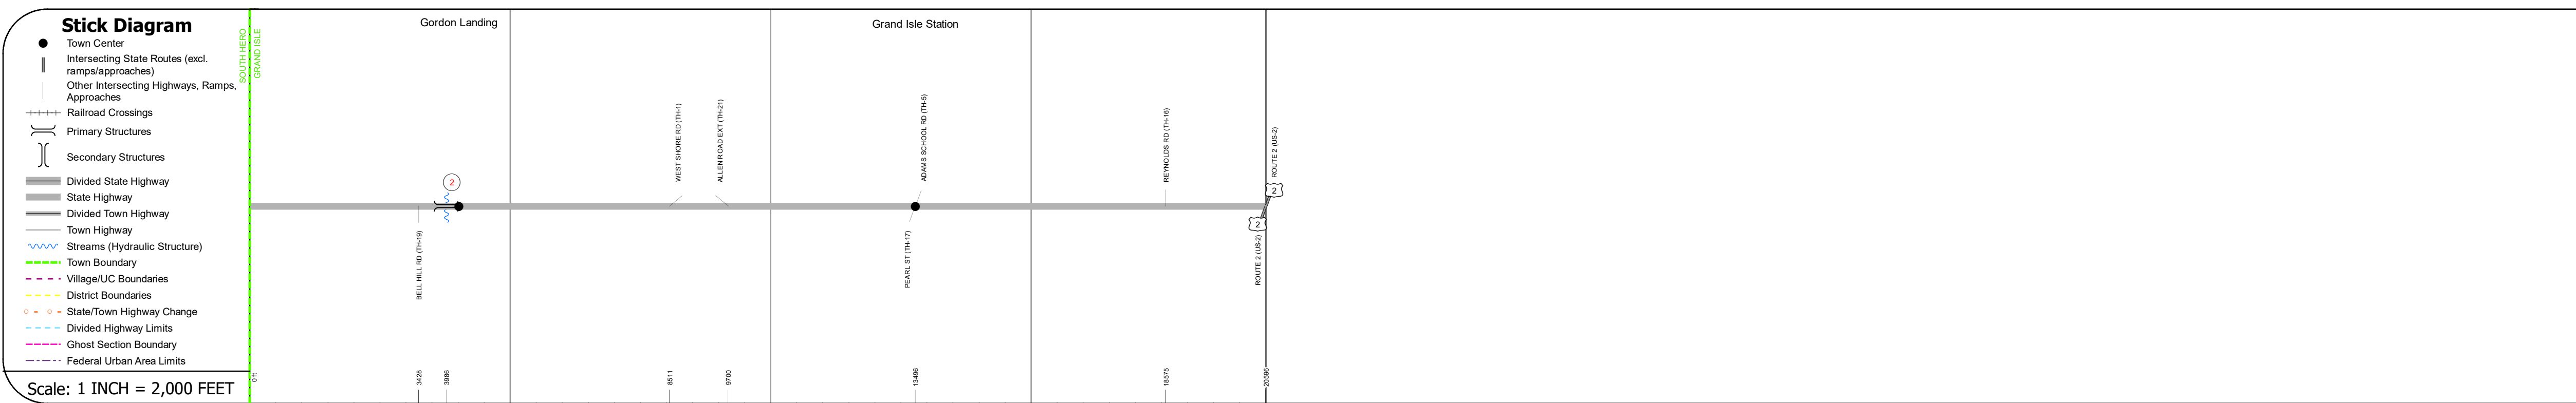 Stick Diagram
Town Center
Intersecting State Routes (excl.
ramps/approaches)
Other Intersecting Highways, Ramps,
Approaches
Railroad Crossings
Primary Structures
Secondary Structures
Divided State Highway
State Highway
Divided Town Highway
Town Highway
Streams (Hydraulic Structure)
Town Boundary
Village/UC Boundaries
District Boundaries
State/Town Highway Change
Divided Highway Limits
Ghost Section Boundary
Federal Urban Area Limits
Scale: 1 INCH = 2,000 FEET
SOUTH HERO
GRAND ISLE
Gordon Landing
Grand Isle Station
BELL HILL RD (TH-19)
2
WEST SHORE RD (TH-1)
ALLEN ROAD EXT (TH-21)
ADAMS SCHOOL RD (TH-5)
PEARL ST (TH-17)
REYNOLDS RD (TH-16)
ROUTE 2 (US-2)
2
2
ROUTE 2 (US-2)
0 ft
3428
3986
8511
9700
13496
18575
20596